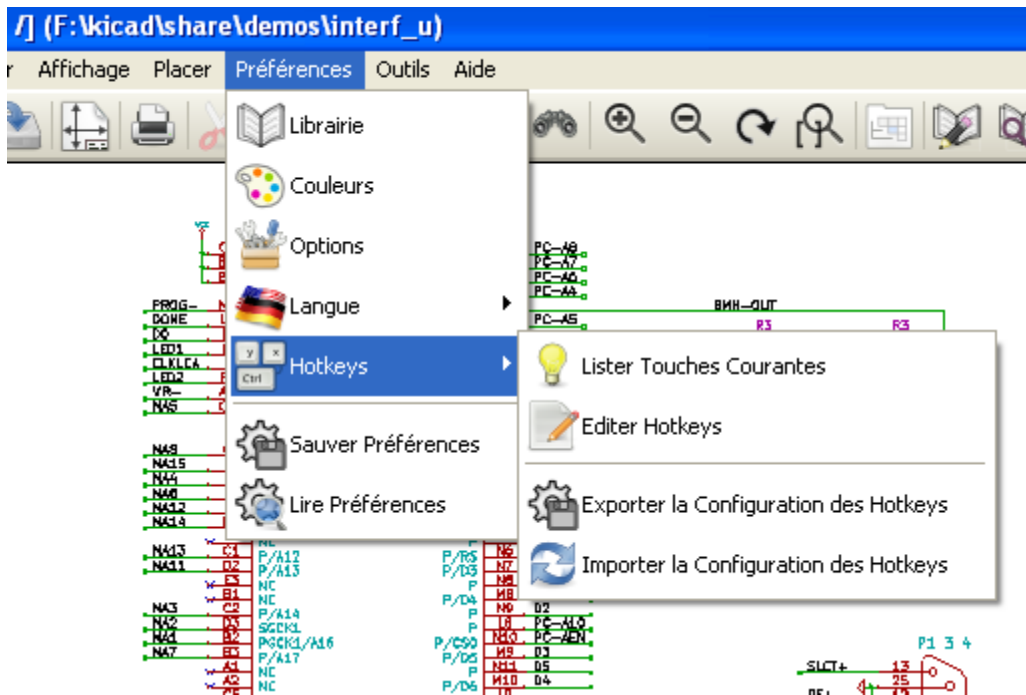 /] (F:\kicad\share\demos\interf_u)
r Affichage Placer Préférences Outils Aide
Librairie
Couleurs
Options
Langue
Hotkeys
Sauver Préférences
Lire Préférences
Lister Touches Courantes
Editer Hotkeys
Exporter la Configuration des Hotkeys
Importer la Configuration des Hotkeys
y x
Ctrl
PC-A8
PC-A7
PC-A6
PC-A4
PC-A5
BMH-OUT
R3 R3
PROG-
DONE
DO
LED1
CLKLCA
LED2
VR-
NA5
NA9
NA15
NA4
NA0
NA12
NA14
NA13 C1 P/A12 P/RS N6
NA11 D2 P/A13 P/D3 N7
E3 NC P N8
B1 NC P/D4 M8
NA3 C2 P/A14 P N9 D2
NA2 D3 SGCK1 P L8 PC-A10
NA1 B2 PGCK1/A16 P/CS0 N10 PC-AEN
NA7 B3 P/A17 P/D5 M9 D3
A1 NC P N11 D5
A2 NC P/D6 M10 D4
P1 3 4
SLCT+ 13
25